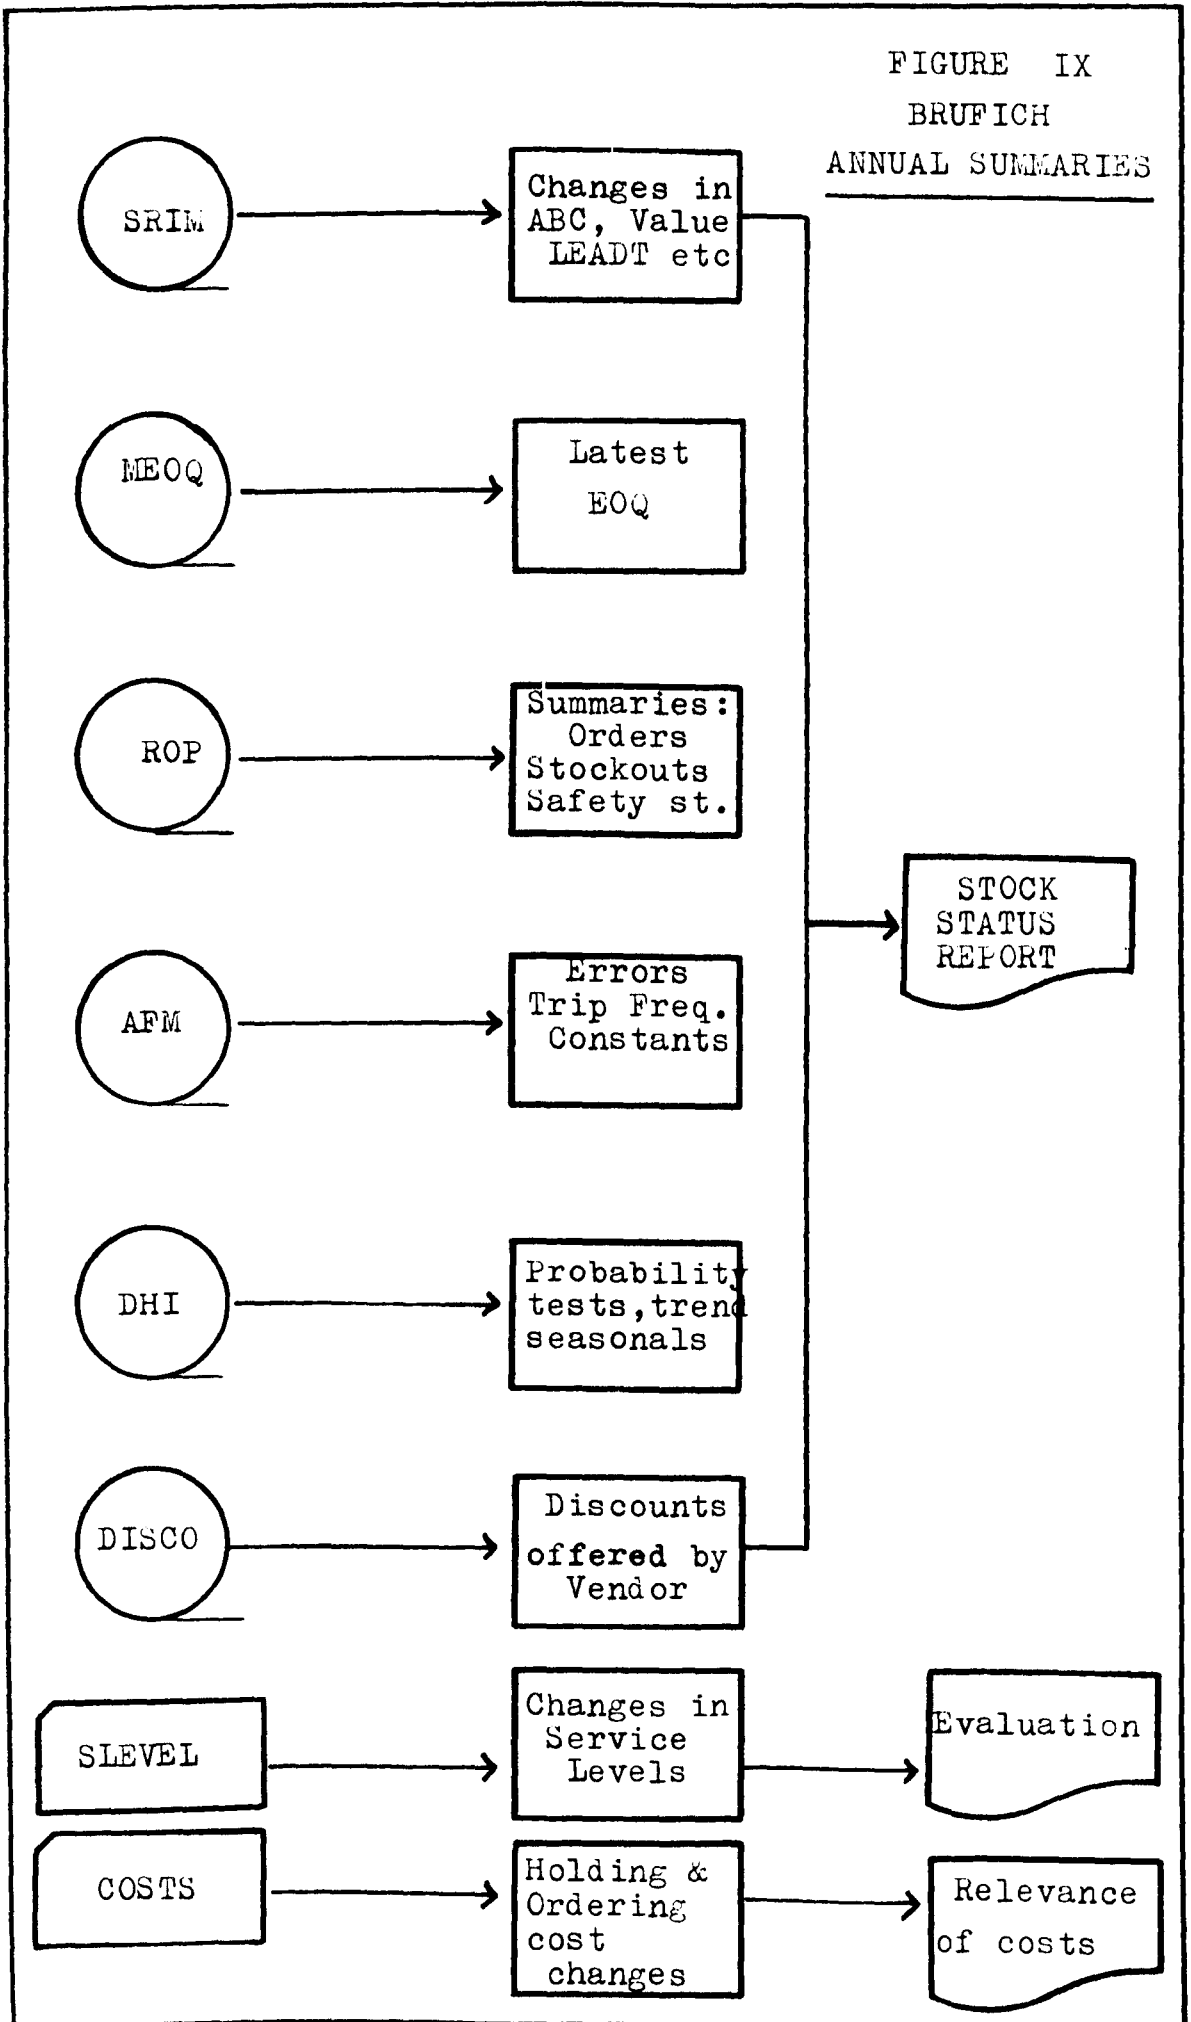 FIGURE IX
BRUFICH
ANNUAL SUMMARIES
SRIM
Changes in
ABC, Value
LEADT etc
MEOQ
Latest
EOQ
ROP
Summaries:
Orders
Stockouts
Safety st.
STOCK
STATUS
REPORT
AFM
Errors
Trip Freq.
Constants
DHI
Probability
tests,trend
seasonals
DISCO
Discounts
offered by
Vendor
SLEVEL
Changes in
Service
Levels
Evaluation
COSTS
Holding &
Ordering
cost
changes
Relevance
of costs